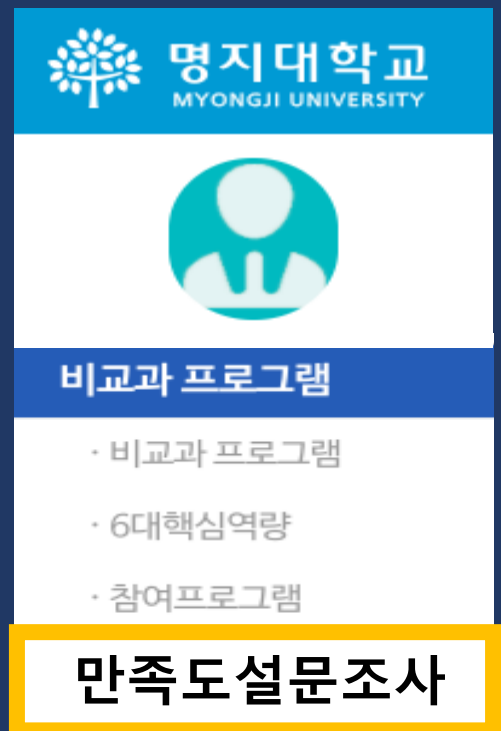 명지대학교
MYONGJI UNIVERSITY
비교과 프로그램
· 비교과 프로그램
· 6대핵심역량
· 참여프로그램
만족도설문조사